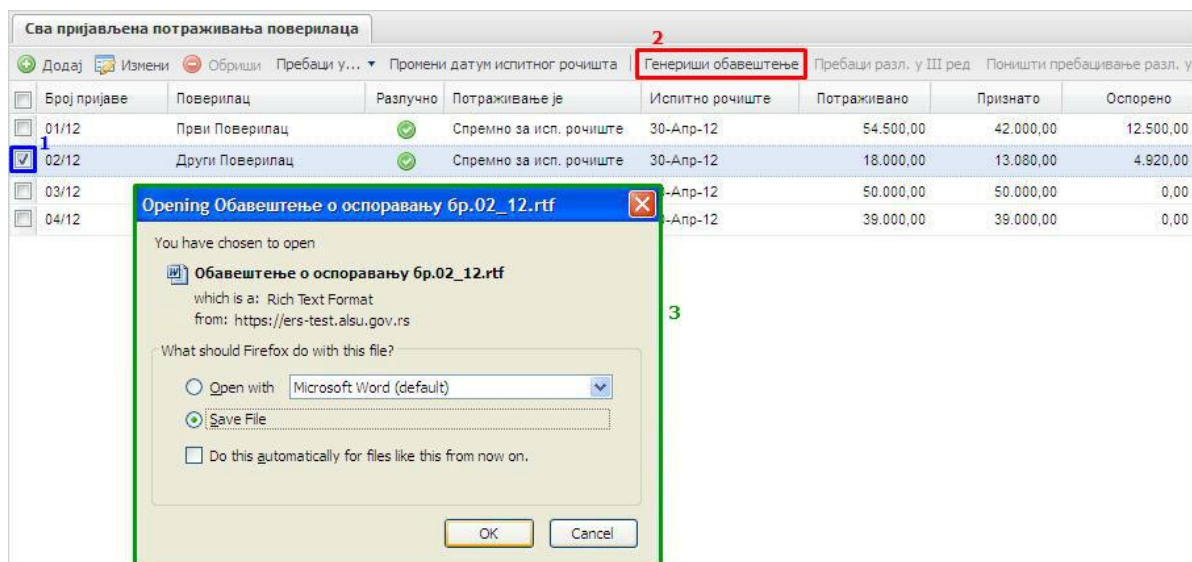 Сва пријављена потраживања поверилаца
2
Додај Измени Обриши Пребаци у... Промени датум испитног рочишта Генериши обавештење Пребаци разл. у III ред Поништи пребацивање разл. у
Број пријаве Поверилац Разлучно Потраживање је Испитно рочиште Потраживано Признато Оспорено
01/12 Први Поверилац Спремно за исп. рочиште 30-Апр-12 54.500,00 42.000,00 12.500,00
1
02/12 Други Поверилац Спремно за исп. рочиште 30-Апр-12 18.000,00 13.080,00 4.920,00
03/12 -Апр-12 50.000,00 50.000,00 0,00
04/12 -Апр-12 39.000,00 39.000,00 0,00
Opening Обавештење о оспоравању бр.02_12.rtf
You have chosen to open
Обавештење о оспоравању бр.02_12.rtf
which is a: Rich Text Format
from: https://ers-test.alsu.gov.rs
3
What should Firefox do with this file?
Open with Microsoft Word (default)
Save File
Do this automatically for files like this from now on.
OK Cancel